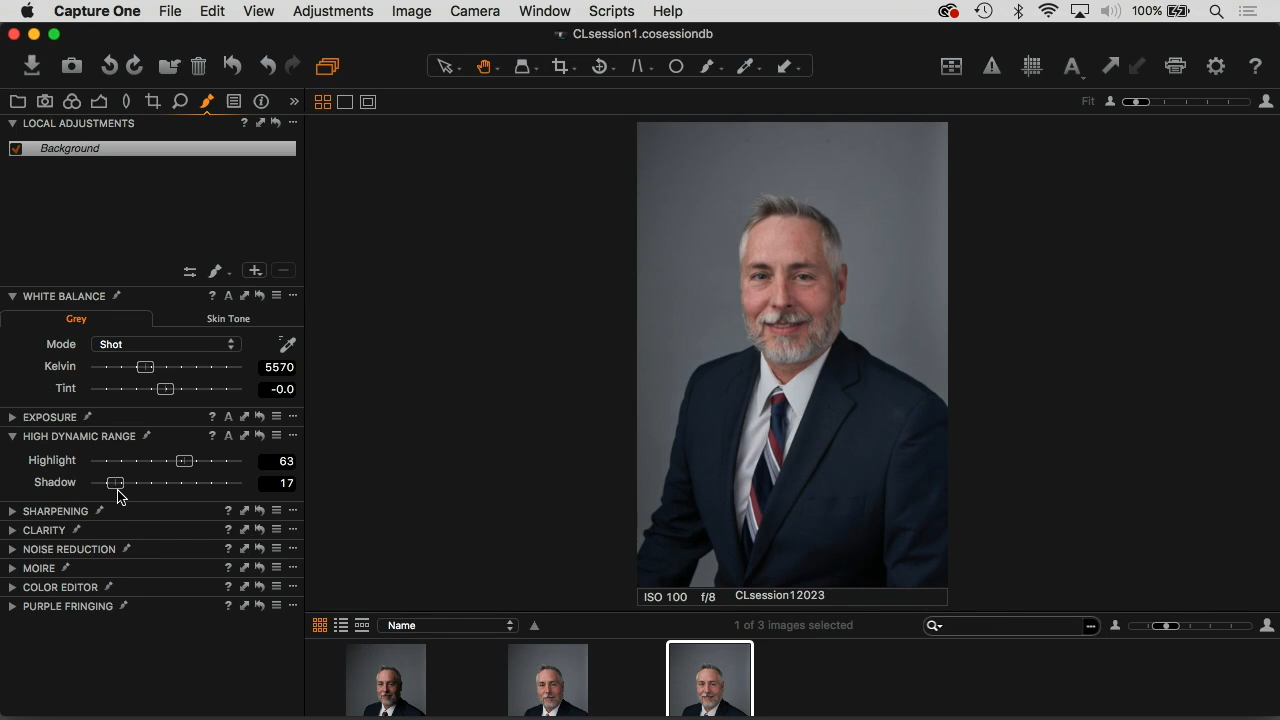 Capture One File Edit View Adjustments Image Camera Window Scripts Help 100%
CLsession1.cosessiondb
Fit
LOCAL ADJUSTMENTS
Background
WHITE BALANCE
Grey Skin Tone
Mode Shot
Kelvin 5570
Tint -0.0
EXPOSURE
HIGH DYNAMIC RANGE
Highlight 63
Shadow 17
SHARPENING
CLARITY
NOISE REDUCTION
MOIRE
COLOR EDITOR
PURPLE FRINGING
ISO 100 f/8 CLsession12023
Name 1 of 3 images selected